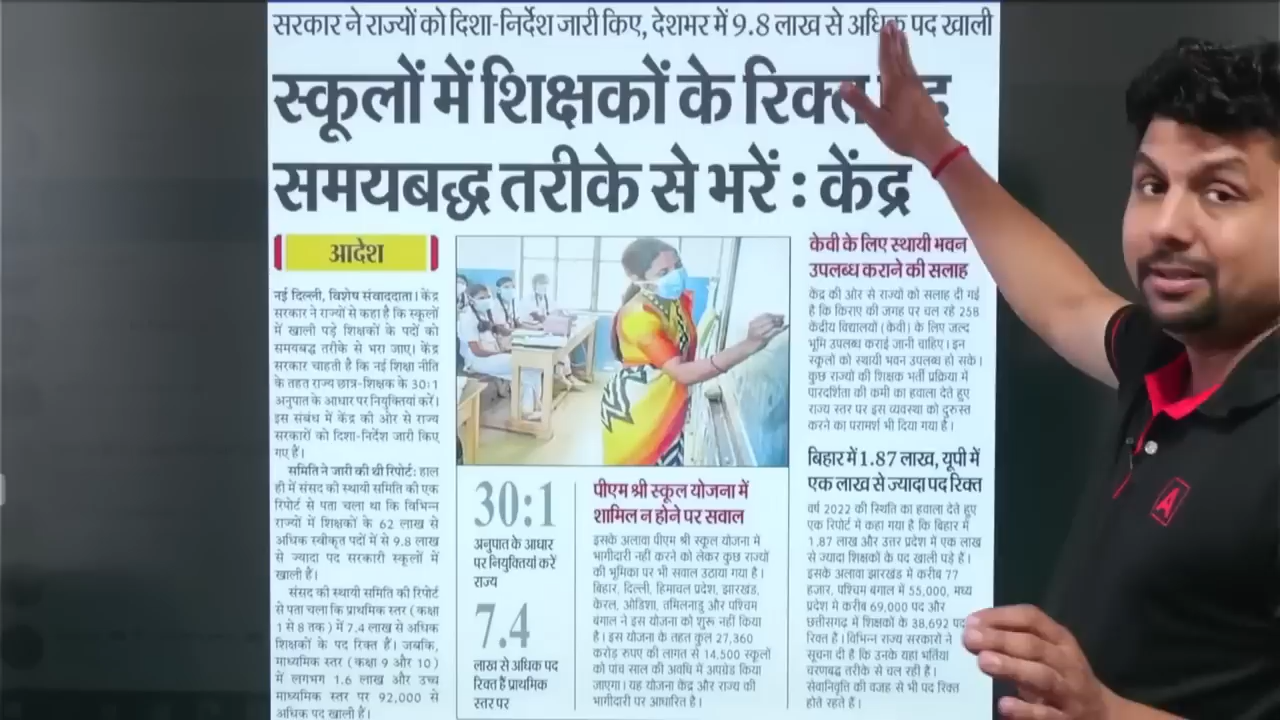 सरकार ने राज्यों को दिशा-निर्देश जारी किए, देशभर में 9.8 लाख से अधिक पद खाली
स्कूलों में शिक्षकों के रिक्त
समयबद्ध तरीके से भरें : केंद्र
आदेश
नई दिल्ली, विशेष संवाददाता। केंद्र
सरकार ने राज्यों से कहा है कि स्कूलों
में खाली पड़े शिक्षकों के पदों को
समयबद्ध तरीके से भरा जाए। केंद्र
सरकार चाहती है कि नई शिक्षा नीति
के तहत राज्य छात्र-शिक्षक के 30:1
अनुपात के आधार पर नियुक्तियां करें।
इस संबंध में केंद्र की ओर से राज्य
सरकारों को दिशा-निर्देश जारी किए
गए हैं।
समिति ने जारी की थी रिपोर्ट: हाल
ही में संसद की स्थायी समिति की एक
रिपोर्ट से पता चला था कि विभिन्न
राज्यों में शिक्षकों के 62 लाख से
अधिक स्वीकृत पदों में से 9.8 लाख
से ज्यादा पद सरकारी स्कूलों में
खाली हैं।
संसद की स्थायी समिति की रिपोर्ट
से पता चला कि प्राथमिक स्तर (कक्षा
1 से 8 तक) में 7.4 लाख से अधिक
शिक्षकों के पद रिक्त हैं। जबकि,
माध्यमिक स्तर (कक्षा 9 और 10)
में लगभग 1.6 लाख और उच्च
माध्यमिक स्तर पर 92,000 से
अधिक पद खाली हैं।
30:1
अनुपात के आधार
पर नियुक्तियां करें
राज्य
7.4
लाख से अधिक पद
रिक्त हैं प्राथमिक
स्तर पर
पीएम श्री स्कूल योजना में
शामिल न होने पर सवाल
इसके अलावा पीएम श्री स्कूल योजना में
भागीदारी नहीं करने को लेकर कुछ राज्यों
की भूमिका पर भी सवाल उठाया गया है।
बिहार, दिल्ली, हिमाचल प्रदेश, झारखंड,
केरल, ओडिशा, तमिलनाडु और पश्चिम
बंगाल ने इस योजना को शुरू नहीं किया
है। इस योजना के तहत कुल 27,360
करोड़ रुपए की लागत से 14,500 स्कूलों
को पांच साल की अवधि में अपग्रेड किया
जाएगा। यह योजना केंद्र और राज्य की
भागीदारी पर आधारित है।
केवी के लिए स्थायी भवन
उपलब्ध कराने की सलाह
केंद्र की ओर से राज्यों को सलाह दी गई
है कि किराए की जगह पर चल रहे 258
केंद्रीय विद्यालयों (केवी) के लिए जल्द
भूमि उपलब्ध कराई जानी चाहिए। इन
स्कूलों को स्थायी भवन उपलब्ध हो सके।
कुछ राज्यों की शिक्षक भर्ती प्रक्रिया में
पारदर्शिता की कमी का हवाला देते हुए
राज्य स्तर पर इस व्यवस्था को दुरुस्त
करने का परामर्श भी दिया गया है।
बिहार में 1.87 लाख, यूपी में
एक लाख से ज्यादा पद रिक्त
वर्ष 2022 की स्थिति का हवाला देते हुए
एक रिपोर्ट में कहा गया है कि बिहार में
1.87 लाख और उत्तर प्रदेश में एक लाख
से ज्यादा शिक्षकों के पद खाली पड़े हैं।
इसके अलावा झारखंड में करीब 77
हजार, पश्चिम बंगाल में 55,000, मध्य
प्रदेश में करीब 69,000 पद और
छत्तीसगढ़ में शिक्षकों के 38,692 पद
रिक्त हैं। विभिन्न राज्य सरकारों ने
सूचना दी है कि उनके यहां भर्तियां
चरणबद्ध तरीके से चल रही हैं।
सेवानिवृत्ति की वजह से भी पद रिक्त
होते रहते हैं।
A